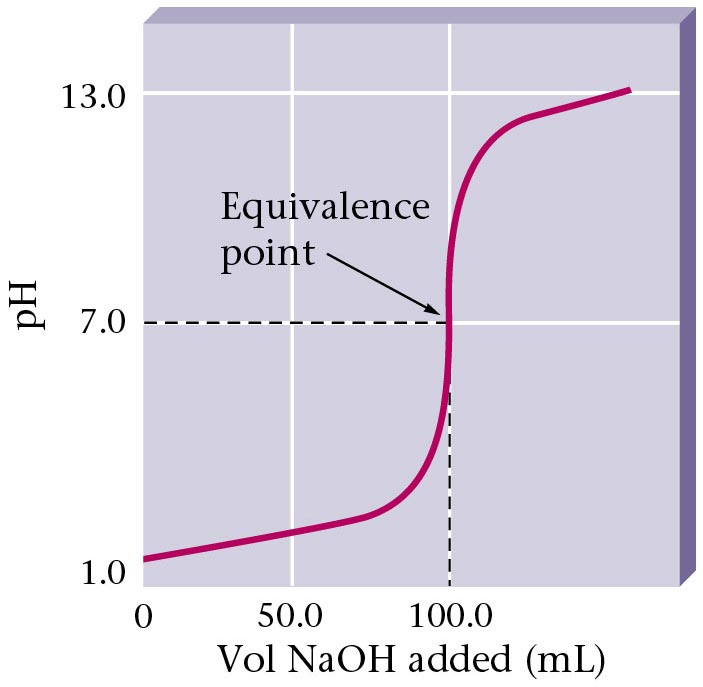 13.0
Equivalence
point
7.0
pH
1.0
0 50.0 100.0
Vol NaOH added (mL)